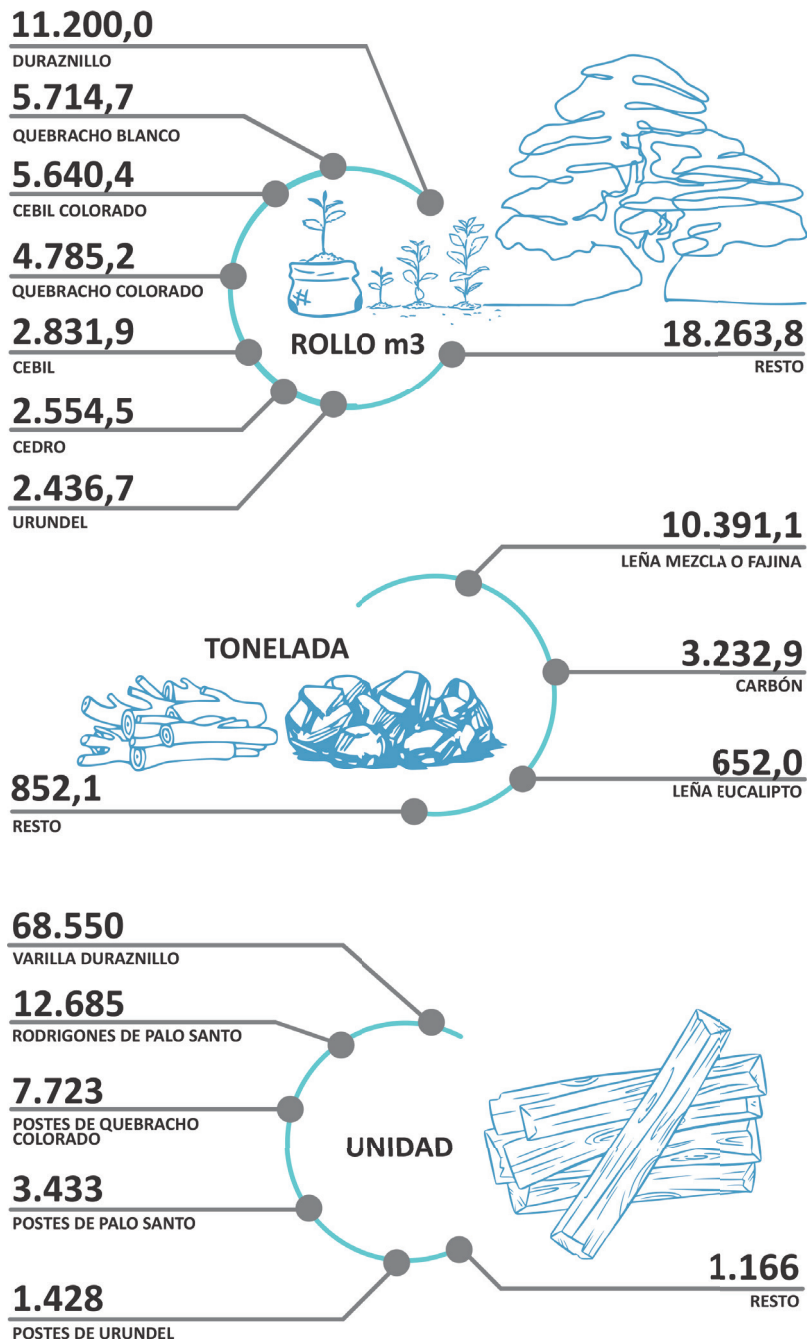 11.200,0
DURAZNILLO
5.714,7
QUEBRACHO BLANCO
5.640,4
CEBIL COLORADO
4.785,2
QUEBRACHO COLORADO
2.831,9
CEBIL
2.554,5
CEDRO
2.436,7
URUNDEL
ROLLO m3
18.263,8
RESTO
10.391,1
LEÑA MEZCLA O FAJINA
TONELADA
3.232,9
CARBÓN
652,0
LEÑA EUCALIPTO
852,1
RESTO
68.550
VARILLA DURAZNILLO
12.685
RODRIGONES DE PALO SANTO
7.723
POSTES DE QUEBRACHO
COLORADO
UNIDAD
3.433
POSTES DE PALO SANTO
1.428
POSTES DE URUNDEL
1.166
RESTO